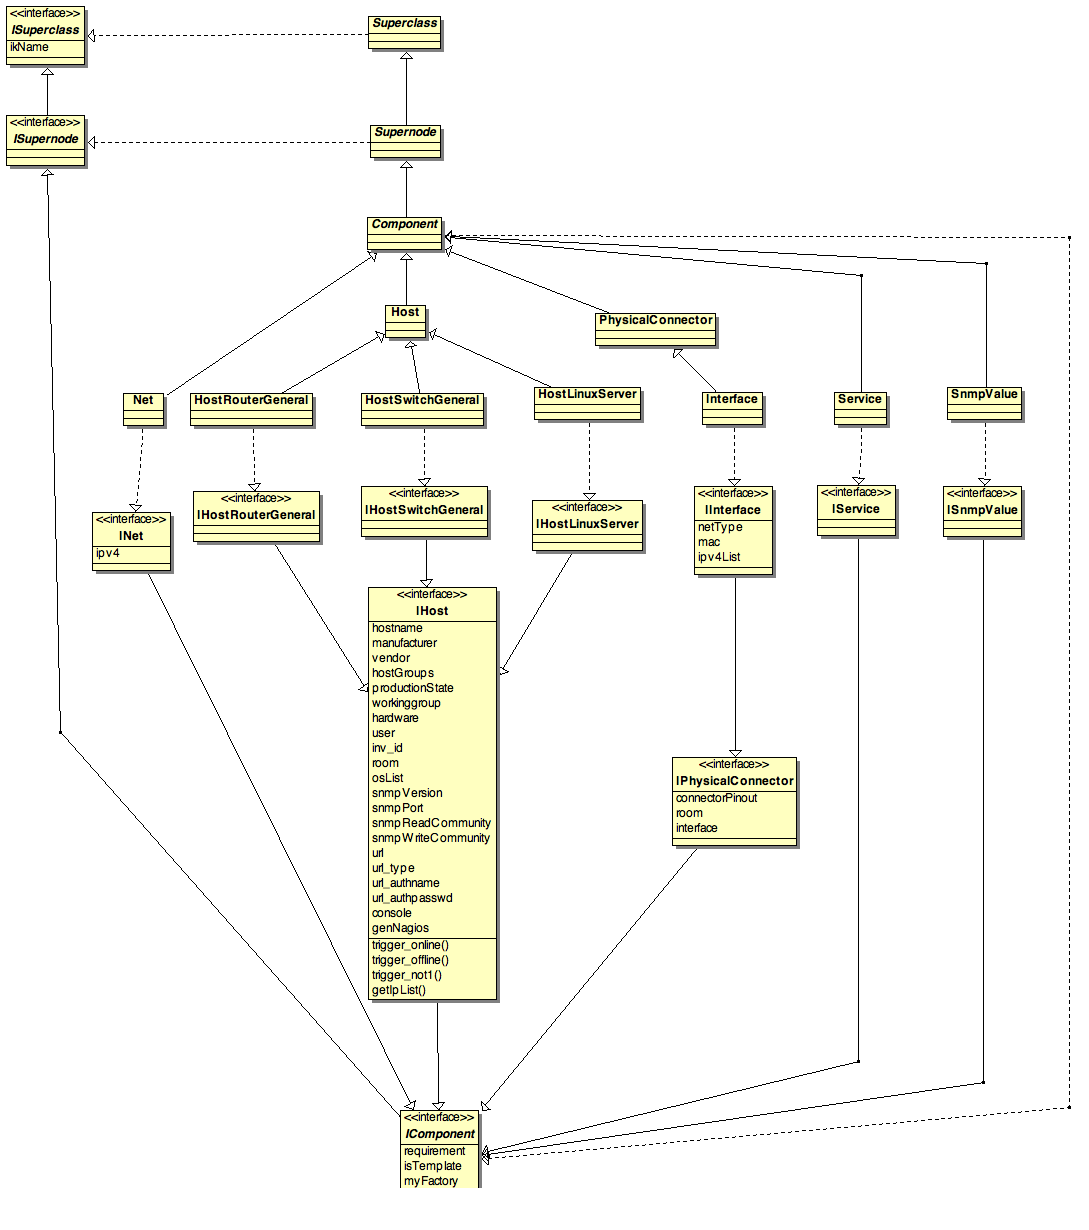 <<interface>>
ISuperclass
ikName
Superclass
<<interface>>
ISupernode
Supernode
Component
Host
PhysicalConnector
Net
HostRouterGeneral
HostSwitchGeneral
HostLinuxServer
Interface
Service
SnmpValue
<<interface>>
INet
ipv4
<<interface>>
IHostRouterGeneral
<<interface>>
IHostSwitchGeneral
<<interface>>
IHostLinuxServer
<<interface>>
IInterface
netType
mac
ipv4List
<<interface>>
IService
<<interface>>
ISnmpValue
<<interface>>
IHost
hostname
manufacturer
vendor
hostGroups
productionState
workinggroup
hardware
user
inv_id
room
osList
snmpVersion
snmpPort
snmpReadCommunity
snmpWriteCommunity
url
url_type
url_authname
url_authpasswd
console
genNagios
trigger_online()
trigger_offline()
trigger_not1()
getIpList()
<<interface>>
IPhysicalConnector
connectorPinout
room
interface
<<interface>>
IComponent
requirement
isTemplate
myFactory